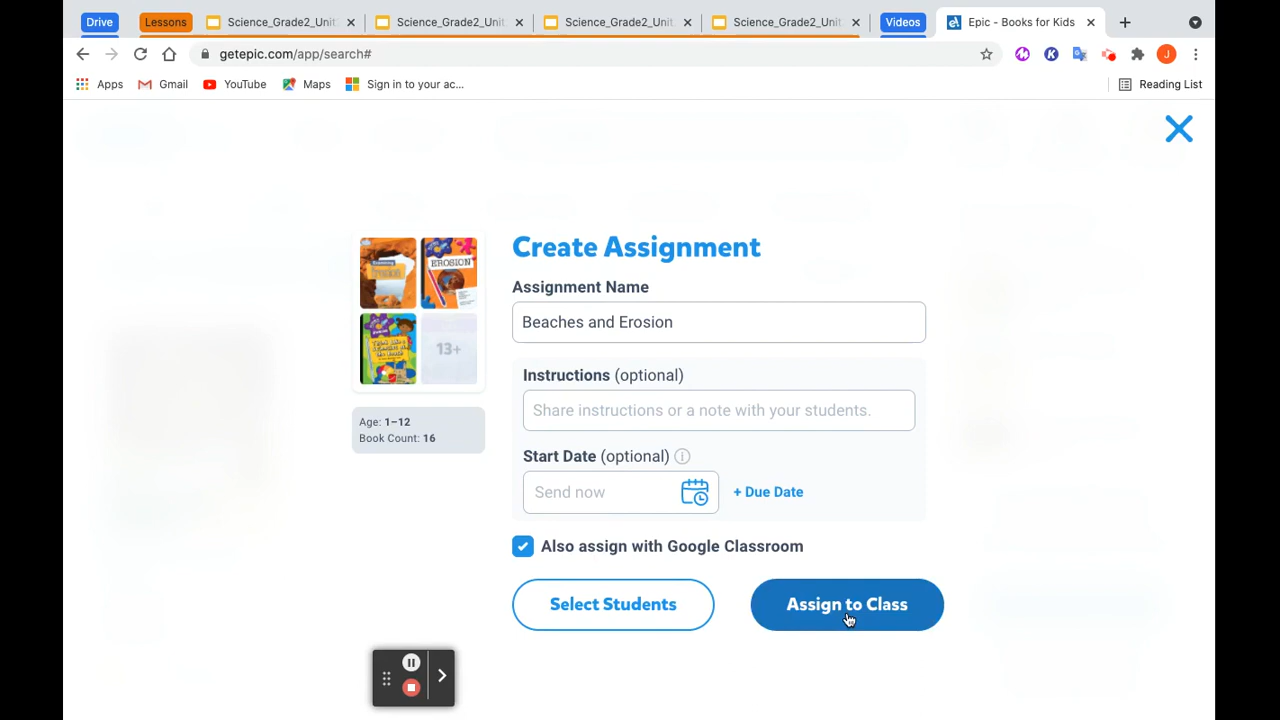 Drive
Lessons
Science_Grade2_Unit
Science_Grade2_Unit
Science_Grade2_Unit
Science_Grade2_Unit
Videos
Epic - Books for Kids
getepic.com/app/search#
J
Apps
Gmail
YouTube
Maps
Sign in to your ac...
Reading List
Create Assignment
Assignment Name
Beaches and Erosion
EROSION
13+
Age: 1–12
Book Count: 16
Instructions (optional)
Share instructions or a note with your students.
Start Date (optional)
Send now
+ Due Date
Also assign with Google Classroom
Select Students
Assign to Class